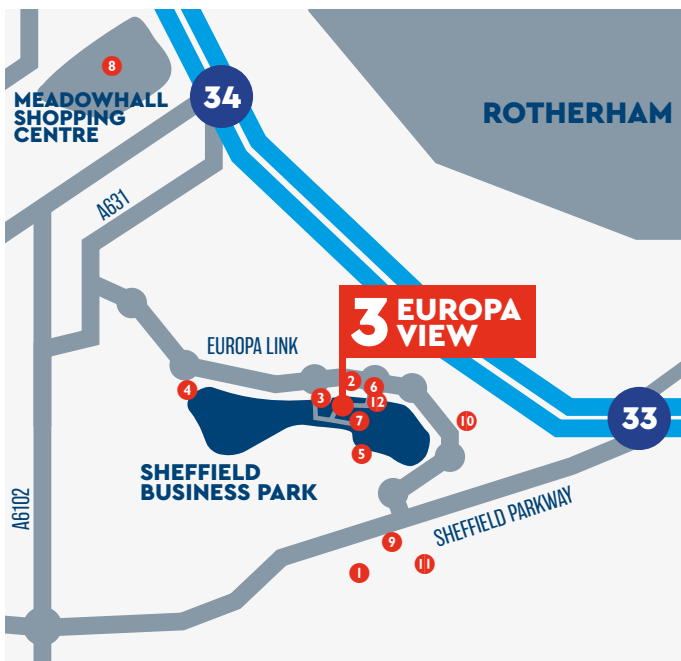 8
MEADOWHALL
SHOPPING
CENTRE
34
ROTHERHAM
A631
3 EUROPA
VIEW
EUROPA LINK
2
6
4
3
12
7
10
33
5
SHEFFIELD
BUSINESS PARK
A6102
SHEFFIELD PARKWAY
9
11
1